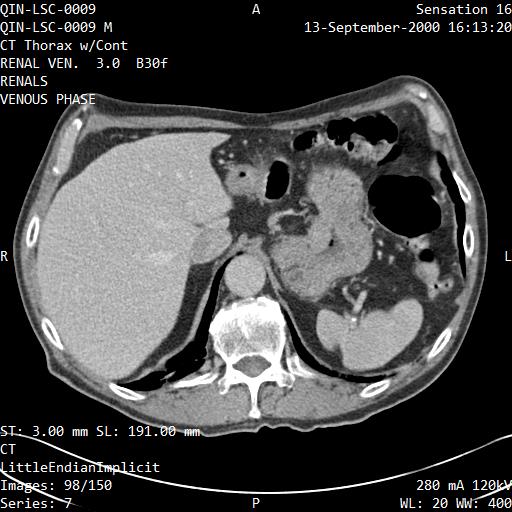 QIN-LSC-0009
A
Sensation 16
QIN-LSC-0009 M
13-September-2000 16:13:20
CT Thorax w/Cont
RENAL VEN.  3.0  B30f
RENALS
VENOUS PHASE
R
L
ST: 3.00 mm SL: 191.00 mm
CT
LittleEndianImplicit
Images: 98/150
280 mA 120kV
Series: 7
P
WL: 20 WW: 400